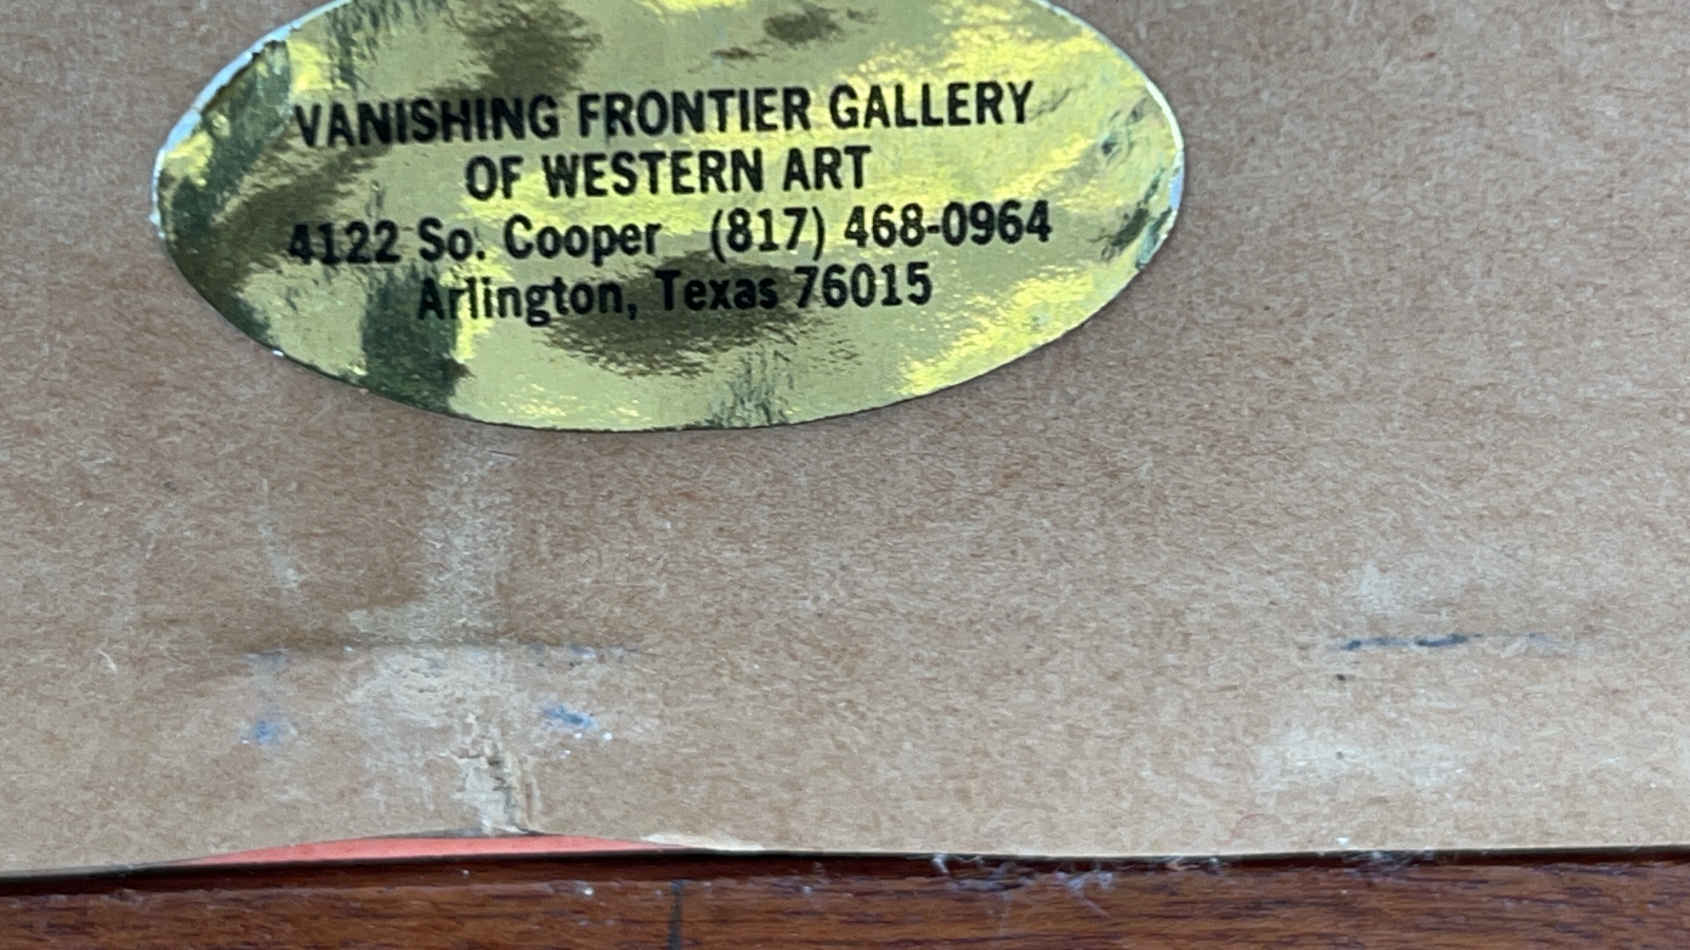 VANISHING FRONTIER GALLERY
OF WESTERN ART
4122 So. Cooper (817) 468-0964
Arlington, Texas 76015